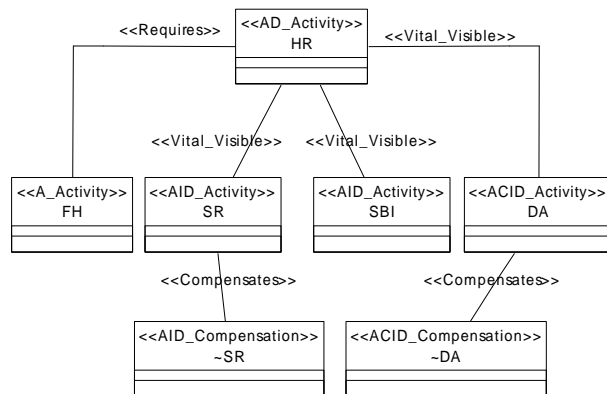 <<Requires>>
<<AD_Activity>>
HR
<<Vital_Visible>>
<<Vital_Visible>>
<<Vital_Visible>>
<<A_Activity>>
FH
<<AID_Activity>>
SR
<<AID_Activity>>
SBI
<<ACID_Activity>>
DA
<<Compensates>>
<<Compensates>>
<<AID_Compensation>>
~SR
<<ACID_Compensation>>
~DA